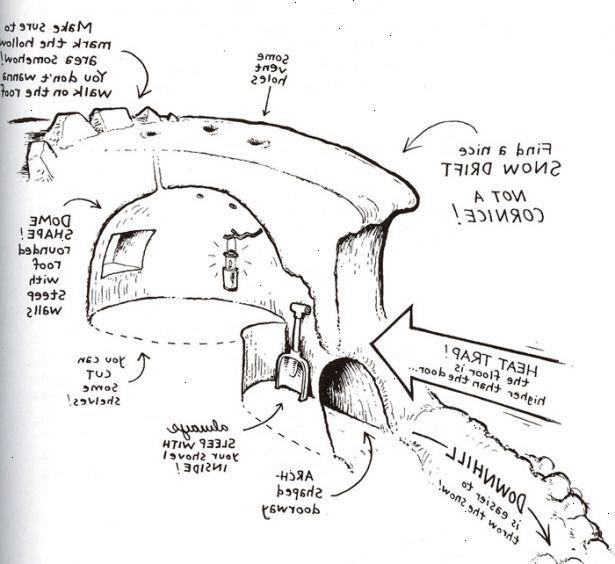 Make sure to
mark the hollow
area somehow!
You don't wanna
walk on the roof
some
vent
holes
Find a nice
SNOW DRIFT
NOT A
CORNICE!
DOME
SHAPE!
rounded
roof
with
steep
walls
you can
CUT
some
shelves!
always
SLEEP WITH
your shovel
INSIDE!
ARCH-
shaped
doorway
HEAT TRAP!
the floor is
higher than the door...
DOWNHILL
is easier to
throw the snow!